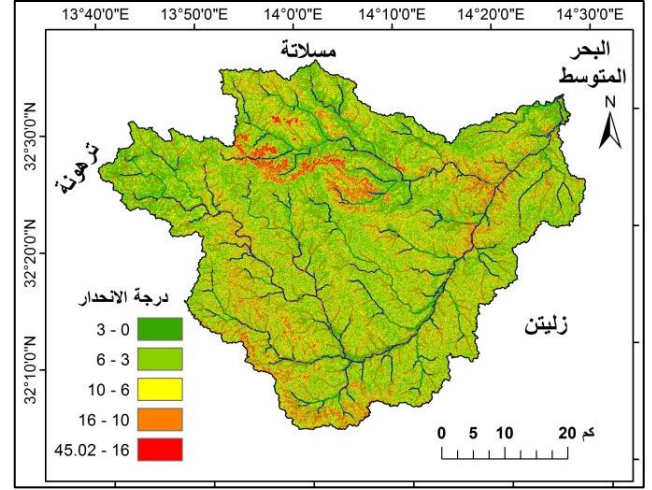 13°40'0"E 13°50'0"E 14°00'0"E 14°10'0"E 14°20'0"E 14°30'0"E
مسلاتة
البحر
المتوسط
N
32°30'0"N
ترهونة
32°20'0"N
زليتن
32°10'0"N
درجة الانحدار
3 - 0
6 - 3
10 - 6
16 - 10
45.02 - 16
0 5 10 20 كم